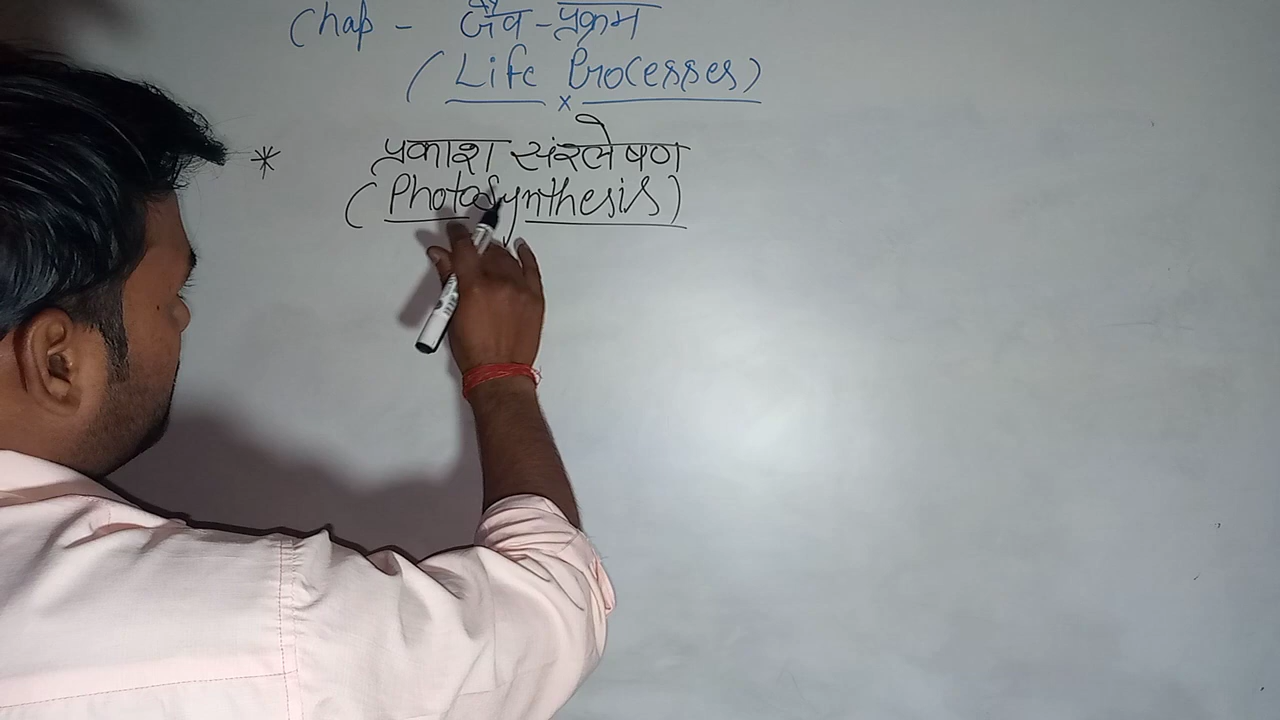 Chap - जैव-प्रक्रम
(Life Processes)
x
* प्रकाश संश्लेषण
(Photosynthesis)